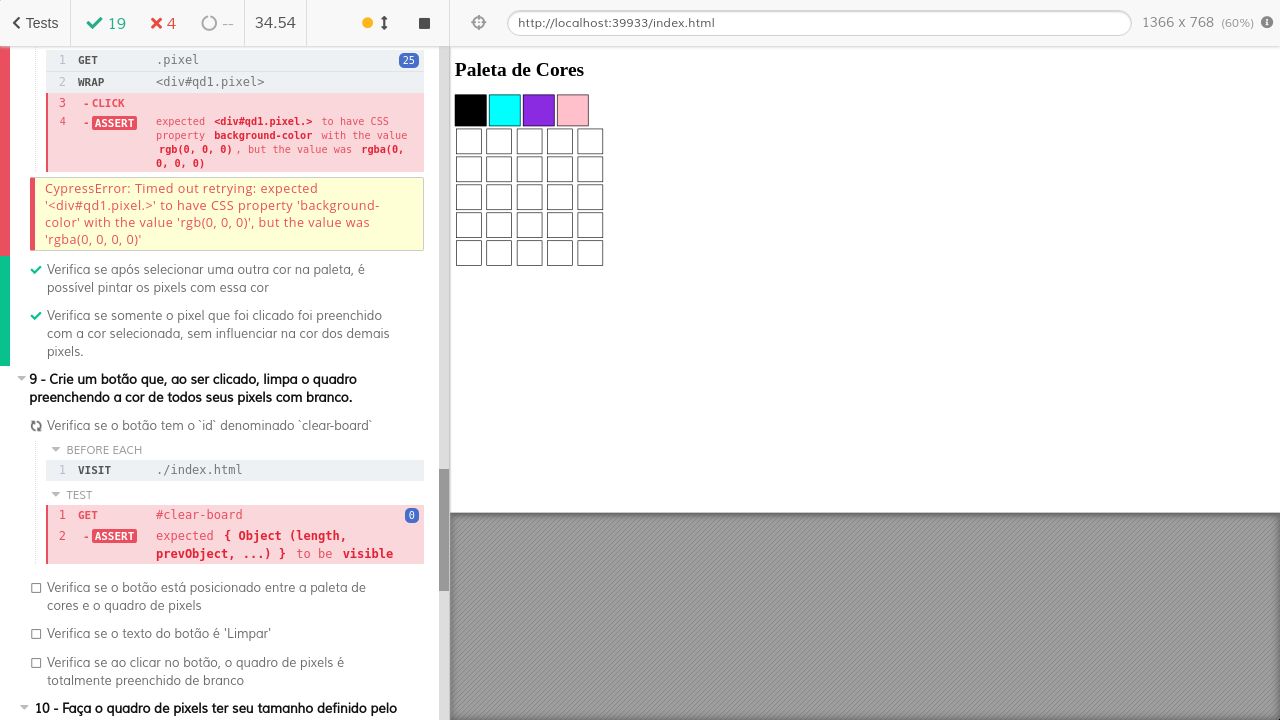 Tests 19 4 -- 34.54
http://localhost:39933/index.html 1366 x 768 (60%)
1 GET .pixel 25
2 WRAP <div#qd1.pixel>
3 - CLICK
4 - ASSERT expected <div#qd1.pixel.> to have CSS
property background-color with the value
rgb(0, 0, 0) , but the value was rgba(0,
0, 0, 0)
CypressError: Timed out retrying: expected
'<div#qd1.pixel.>' to have CSS property 'background-
color' with the value 'rgb(0, 0, 0)', but the value was
'rgba(0, 0, 0, 0)'
Verifica se após selecionar uma outra cor na paleta, é
possível pintar os pixels com essa cor
Verifica se somente o pixel que foi clicado foi preenchido
com a cor selecionada, sem influenciar na cor dos demais
pixels.
9 - Crie um botão que, ao ser clicado, limpa o quadro
preenchendo a cor de todos seus pixels com branco.
Verifica se o botão tem o `id` denominado `clear-board`
BEFORE EACH
1 VISIT ./index.html
TEST
1 GET #clear-board 0
2 - ASSERT expected { Object (length,
prevObject, ...) } to be visible
Verifica se o botão está posicionado entre a paleta de
cores e o quadro de pixels
Verifica se o texto do botão é 'Limpar'
Verifica se ao clicar no botão, o quadro de pixels é
totalmente preenchido de branco
10 - Faça o quadro de pixels ter seu tamanho definido pelo
Paleta de Cores